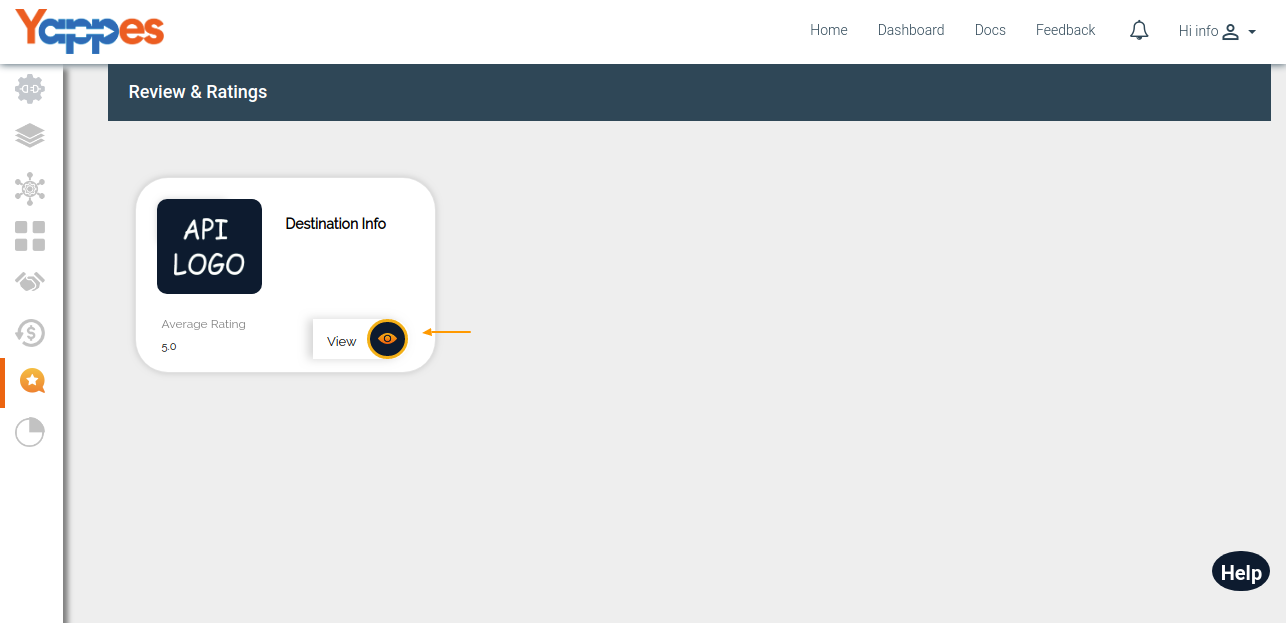 Yappes
Home Dashboard Docs Feedback Hi info
Review & Ratings
API
LOGO
Destination Info
Average Rating
5.0
View
Help